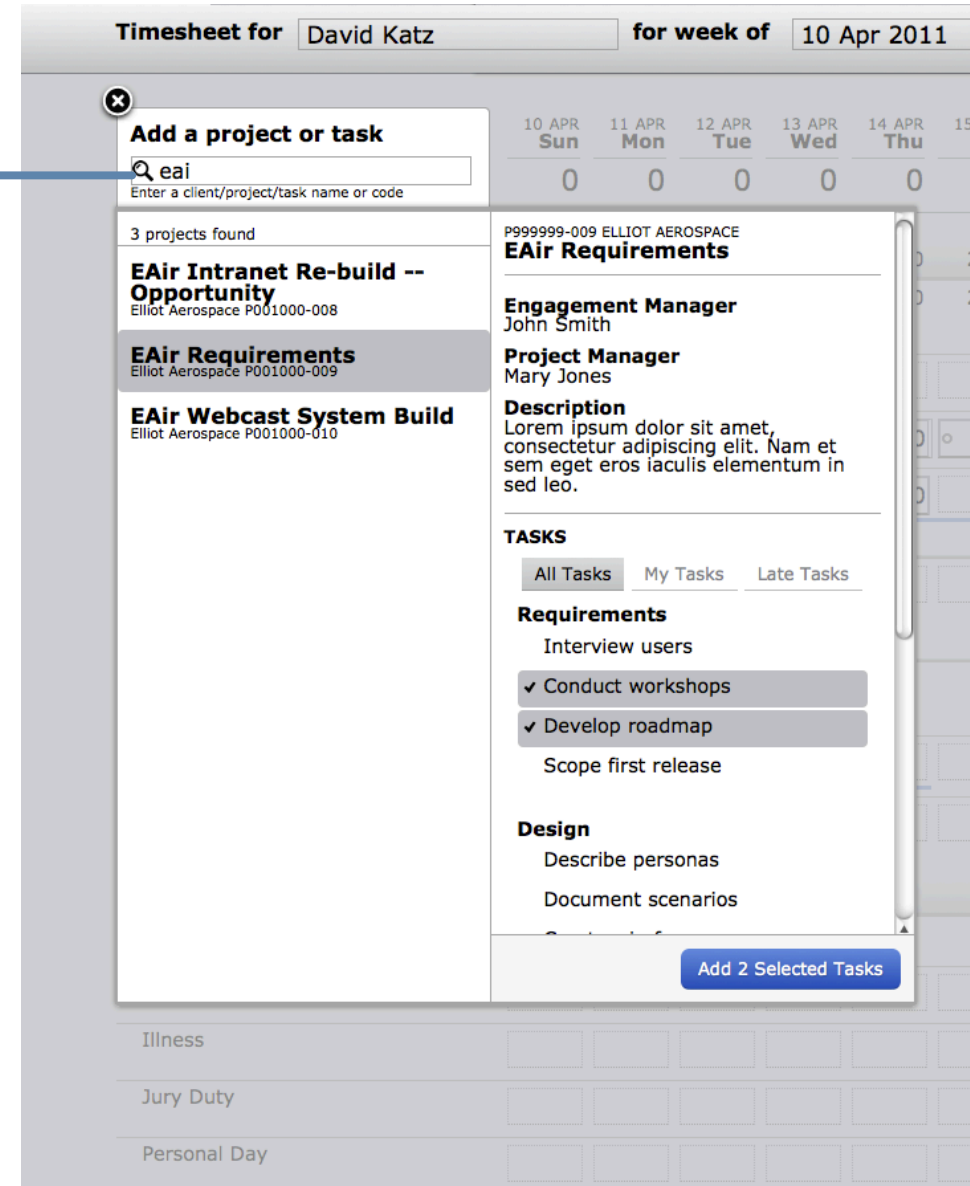 Timesheet for David Katz for week of 10 Apr 2011
Add a project or task
eai
Enter a client/project/task name or code
10 APR 11 APR 12 APR 13 APR 14 APR 15
Sun Mon Tue Wed Thu
0 0 0 0 0
3 projects found
EAir Intranet Re-build --
Opportunity
Elliot Aerospace P001000-008
EAir Requirements
Elliot Aerospace P001000-009
EAir Webcast System Build
Elliot Aerospace P001000-010
P999999-009 ELLIOT AEROSPACE
EAir Requirements
Engagement Manager
John Smith
Project Manager
Mary Jones
Description
Lorem ipsum dolor sit amet,
consectetur adipiscing elit. Nam et
sem eget eros iaculis elementum in
sed leo.
TASKS
All Tasks My Tasks Late Tasks
Requirements
Interview users
✓ Conduct workshops
✓ Develop roadmap
Scope first release
Design
Describe personas
Document scenarios
Add 2 Selected Tasks
Illness
Jury Duty
Personal Day